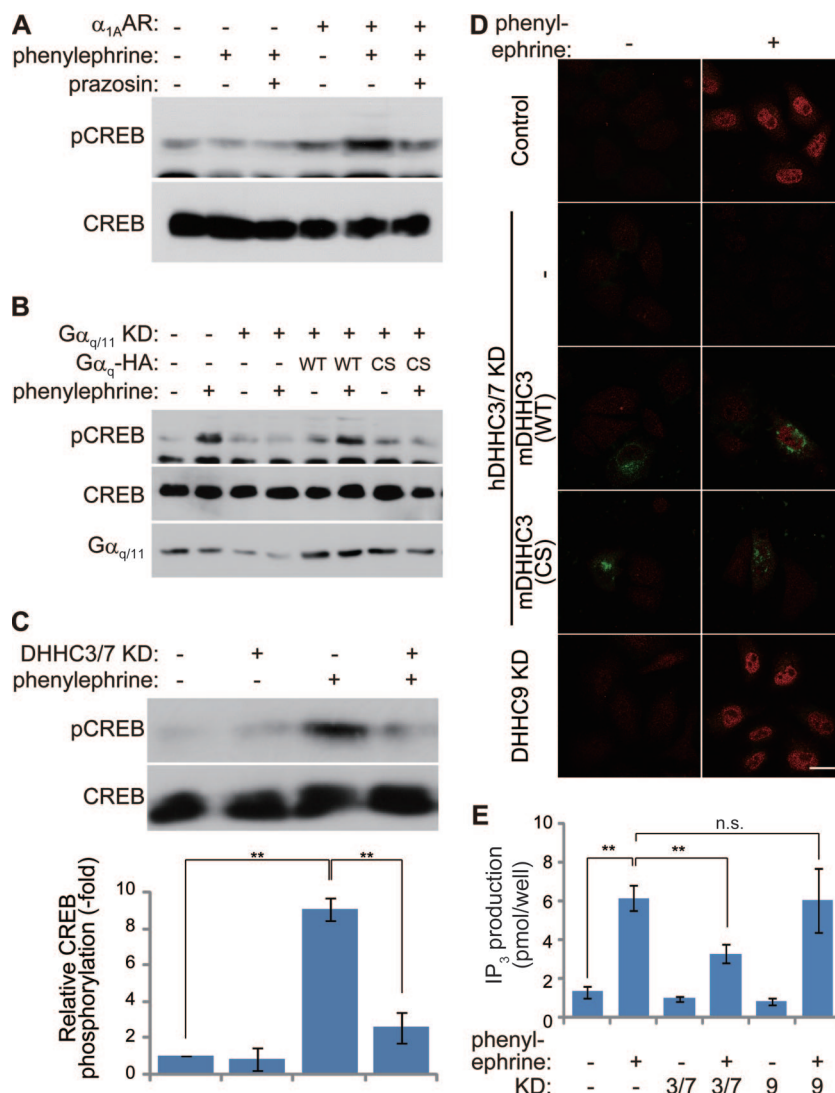 A
α1AAR: - - - + + +
phenylephrine: - + + - + +
prazosin: - - + - - +
pCREB
CREB
B
Gαq/11 KD: - - + + + + + +
Gαq-HA: - - - - WT WT CS CS
phenylephrine: - + - + - + - +
pCREB
CREB
Gαq/11
C
DHHC3/7 KD: - + - +
phenylephrine: - - + +
pCREB
CREB
Relative CREB
phosphorylation (-fold)
10
8
6
4
2
0
** **
D
phenyl-
ephrine: - +
Control
hDHHC3/7 KD
-
mDHHC3
(WT)
mDHHC3
(CS)
DHHC9 KD
E
IP3 production
(pmol/well)
10
8
6
4
2
0
n.s.
** **
phenyl-
ephrine: - + - + - +
KD: - - 3/7 3/7 9 9